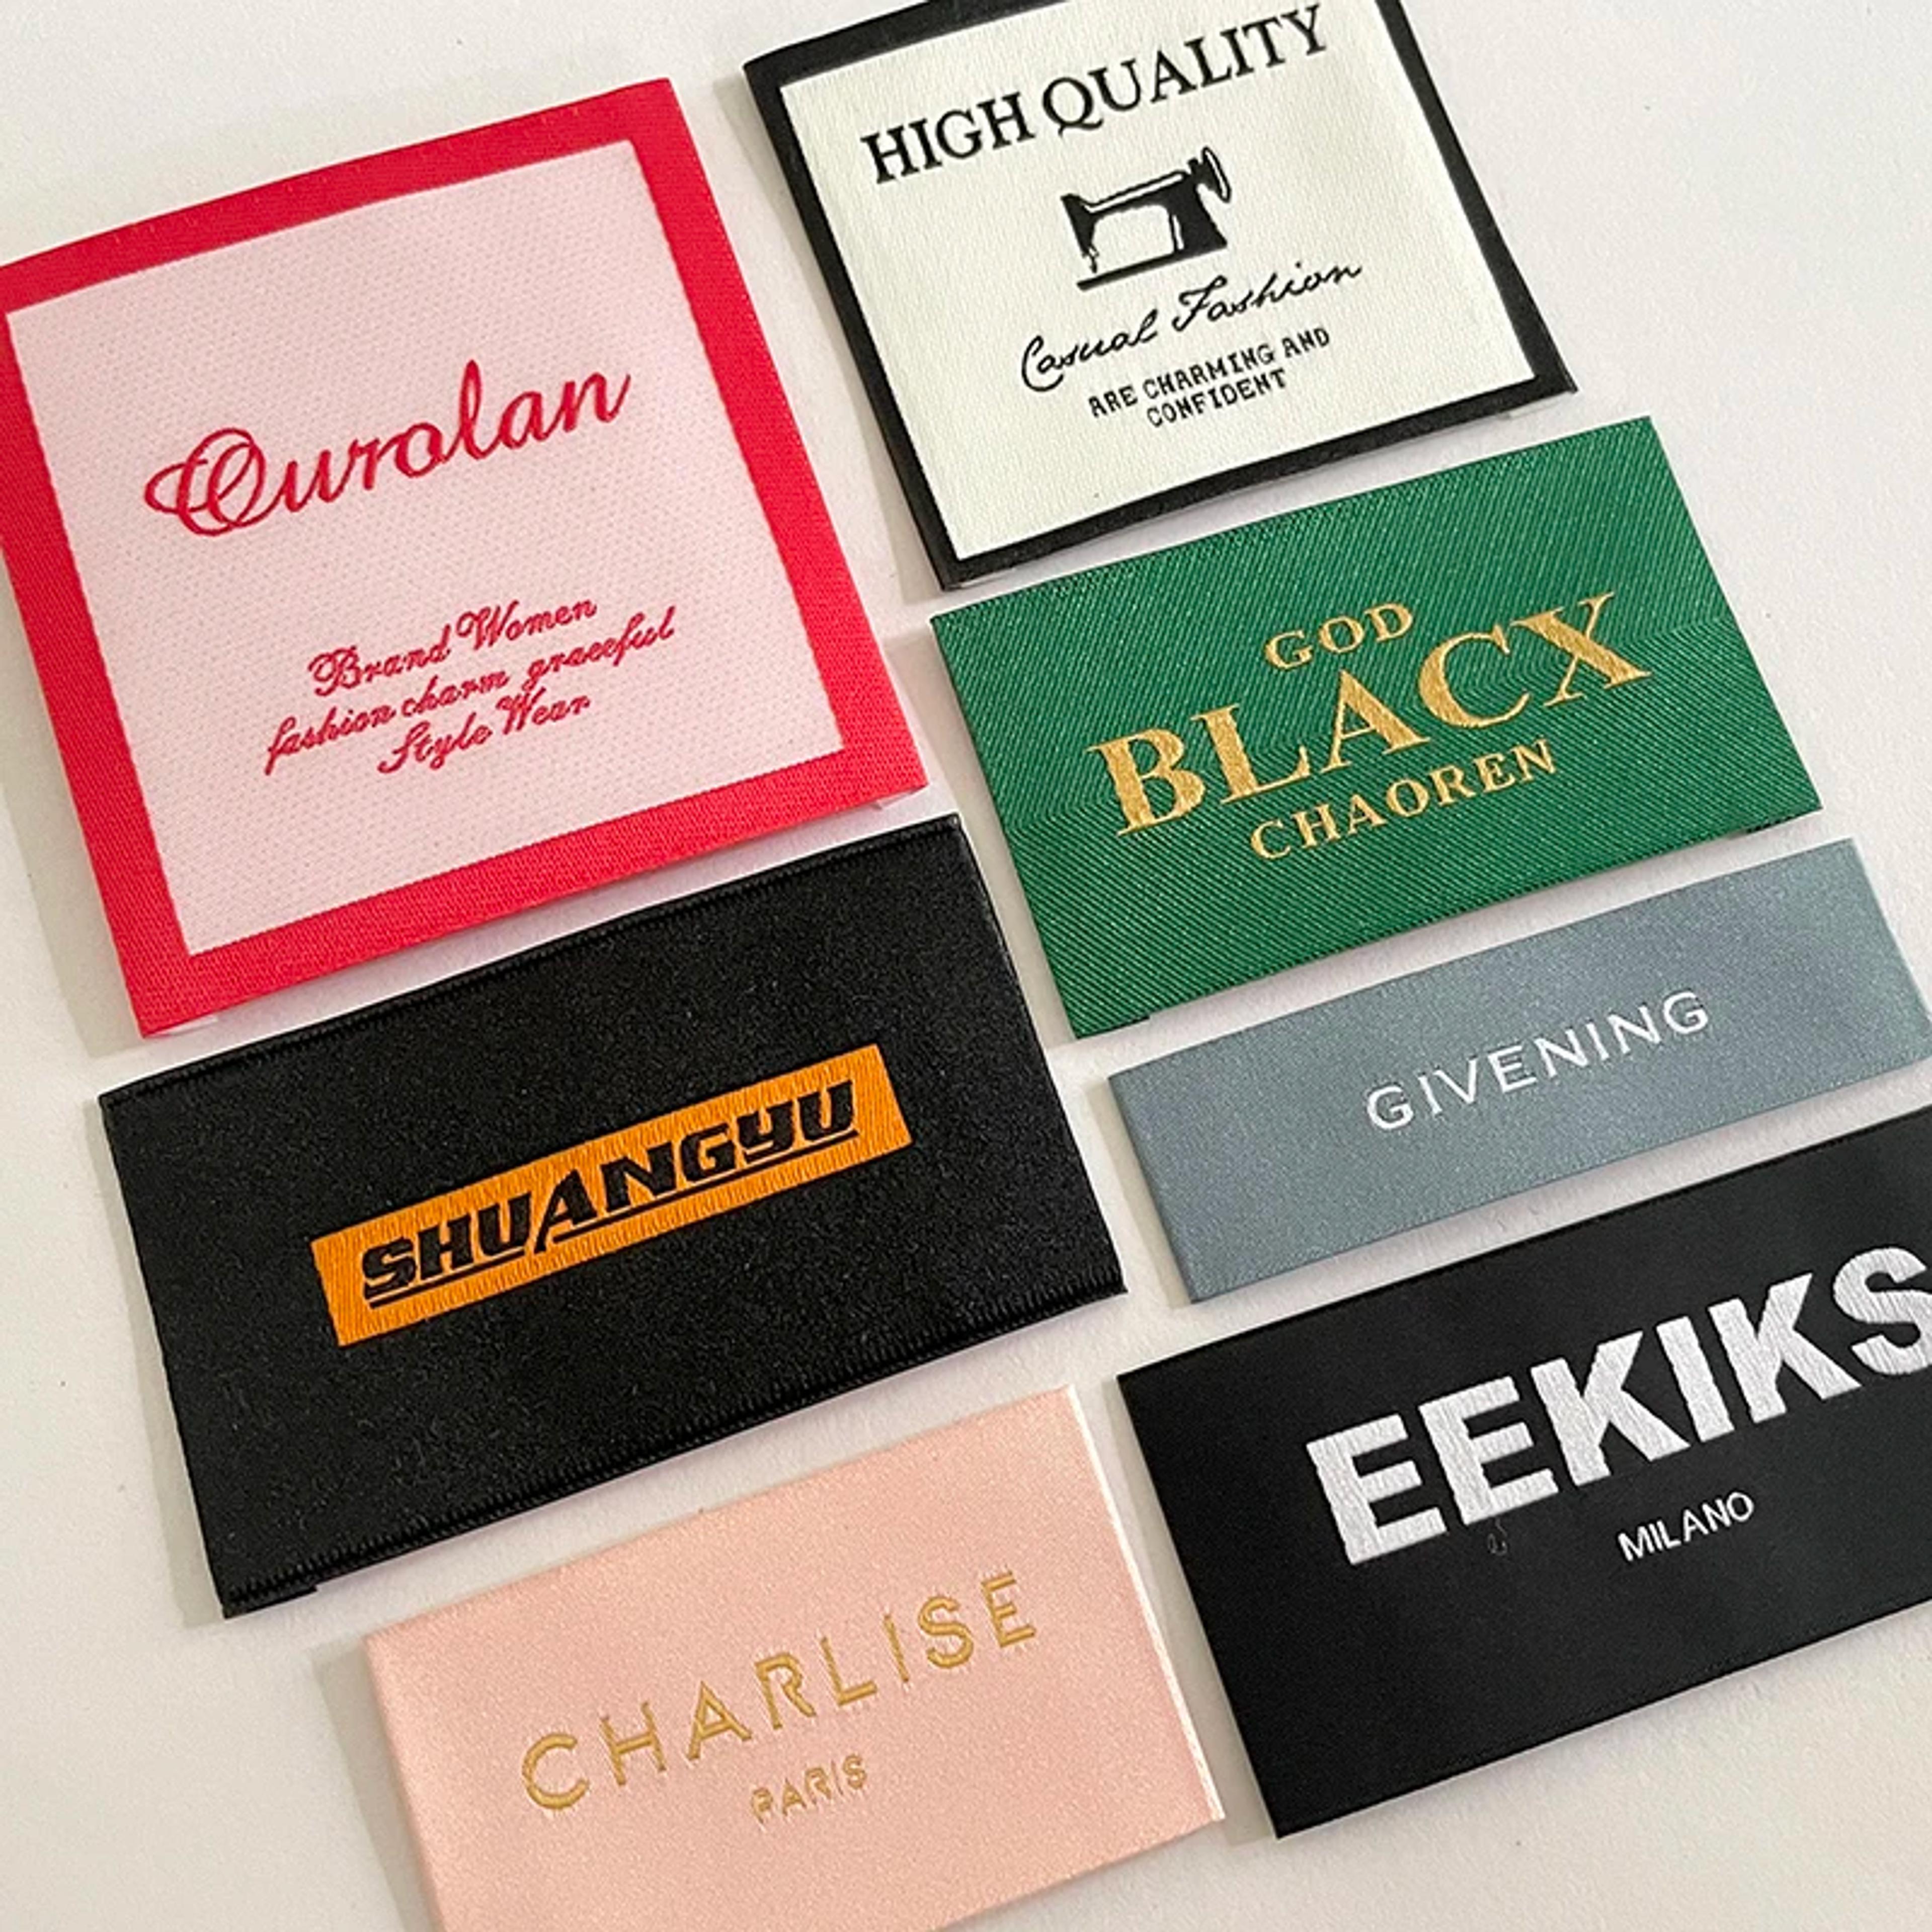 HIGH QUALITY
Casual Fashion
ARE CHARMING AND
CONFIDENT
Ourolan
Brand Women
fashion charm graceful
Style Wear
GOD
BLACX
CHAOREN
SHUANGYU
GIVENING
EEKIKS
MILANO
CHARLISE
PARIS